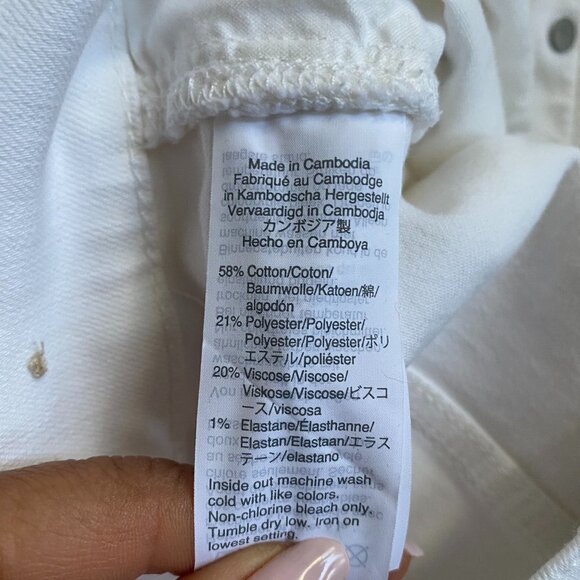 Made in Cambodia
Fabriqué au Cambodge
in Kambodscha Hergestellt
Vervaardigd in Cambodja
カンボジア製
Hecho en Camboya
58% Cotton/Coton/
Baumwolle/Katoen/綿/
algodón
21% Polyester/Polyester/
Polyester/Polyester/ポリ
エステル/poliéster
20% Viscose/Viscose/
Viskose/Viscose/ビスコ
ース/viscosa
1% Elastane/Élasthanne/
Elastan/Elastaan/エラス
テーン/elastano
Inside out machine wash
cold with like colors.
Non-chlorine bleach only.
Tumble dry low. Iron on
lowest setting.